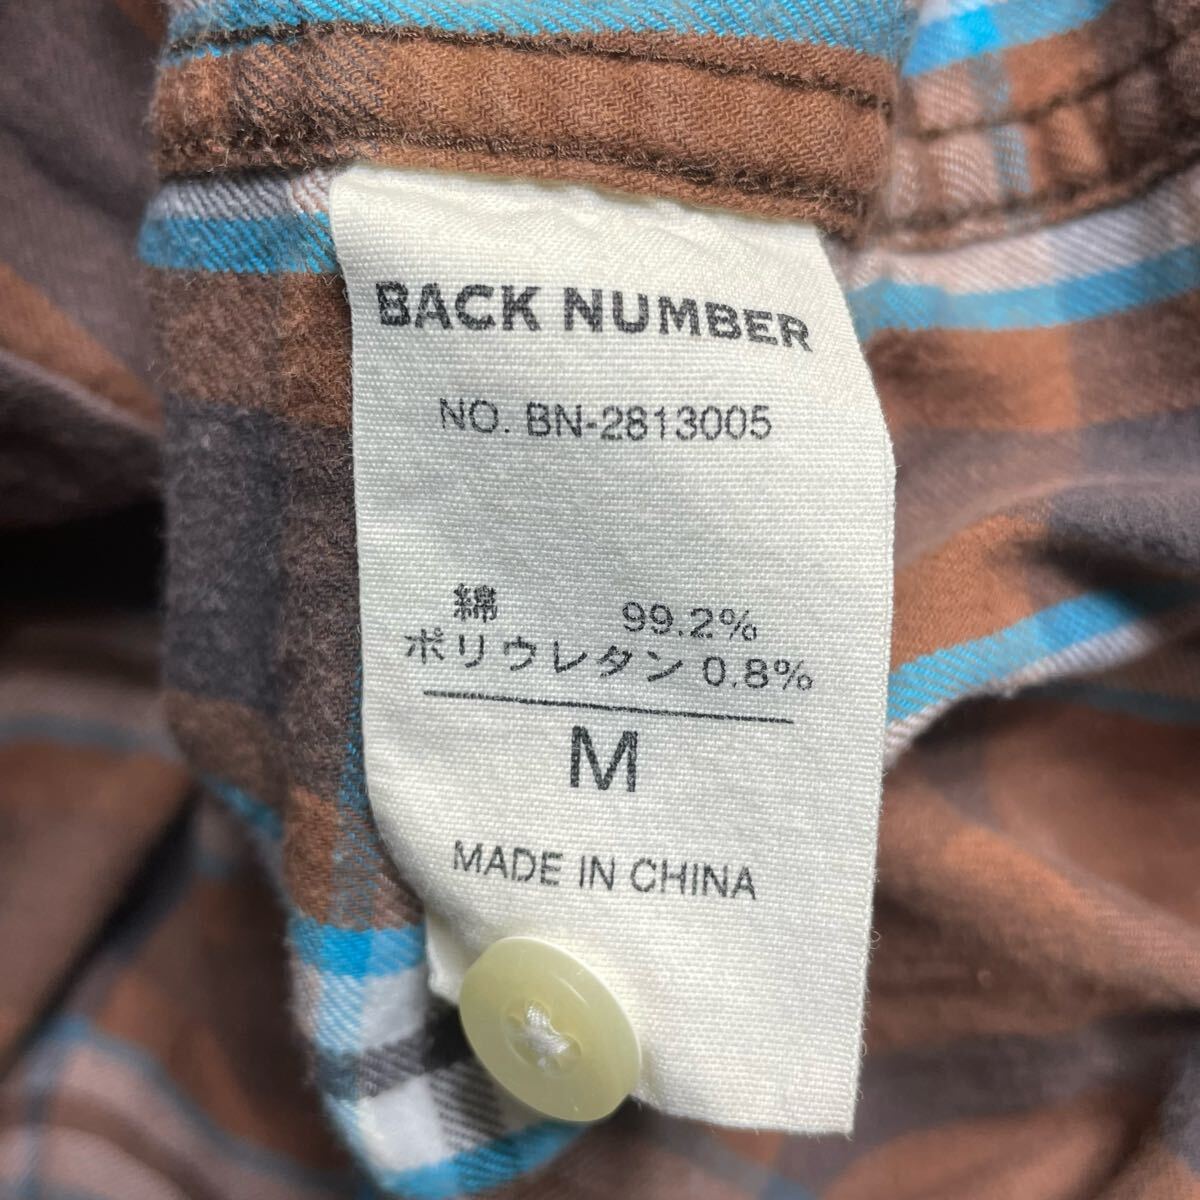 BACK NUMBER
NO. BN-2813005
綿 99.2%
ポリウレタン 0.8%
M
MADE IN CHINA